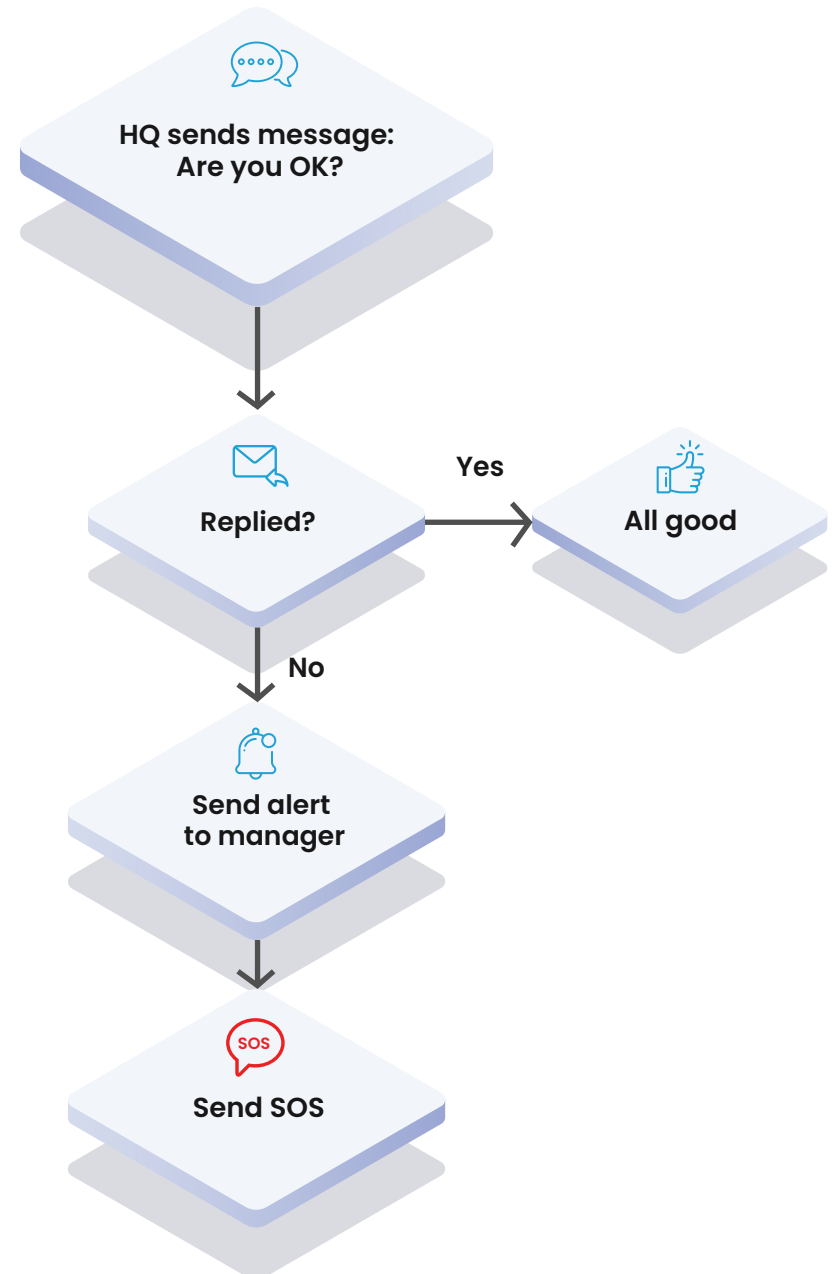 HQ sends message:
Are you OK?
Replied?
Yes
All good
No
Send alert
to manager
SOS
Send SOS